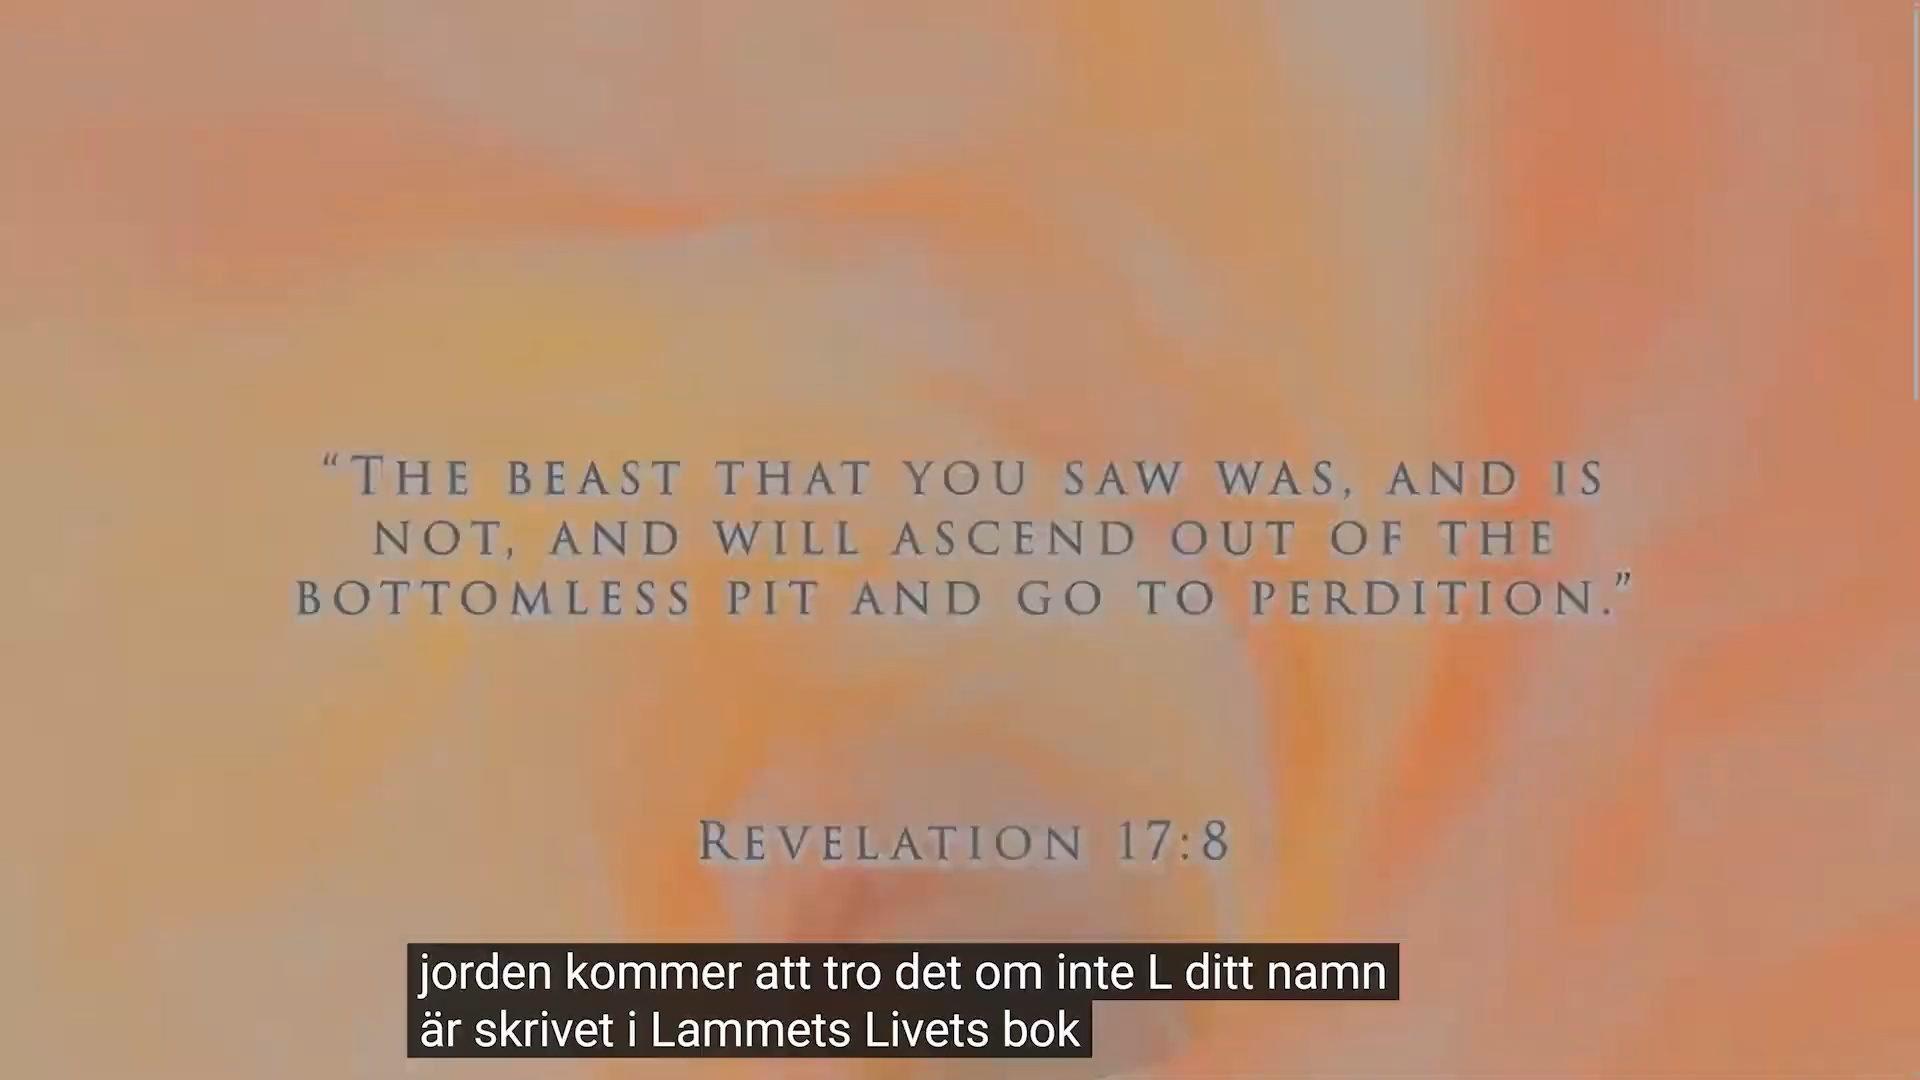 “THE BEAST THAT YOU SAW WAS, AND IS
NOT, AND WILL ASCEND OUT OF THE
BOTTOMLESS PIT AND GO TO PERDITION.”
REVELATION 17:8
jorden kommer att tro det om inte L ditt namn
är skrivet i Lammets Livets bok